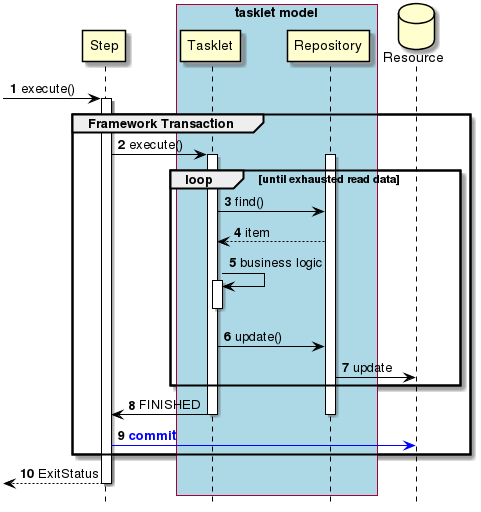 tasklet model
Step
Tasklet
Repository
Resource
1 execute()
Framework Transaction
2 execute()
loop [until exhausted read data]
3 find()
4 item
5 business logic
6 update()
7 update
8 FINISHED
9 commit
10 ExitStatus